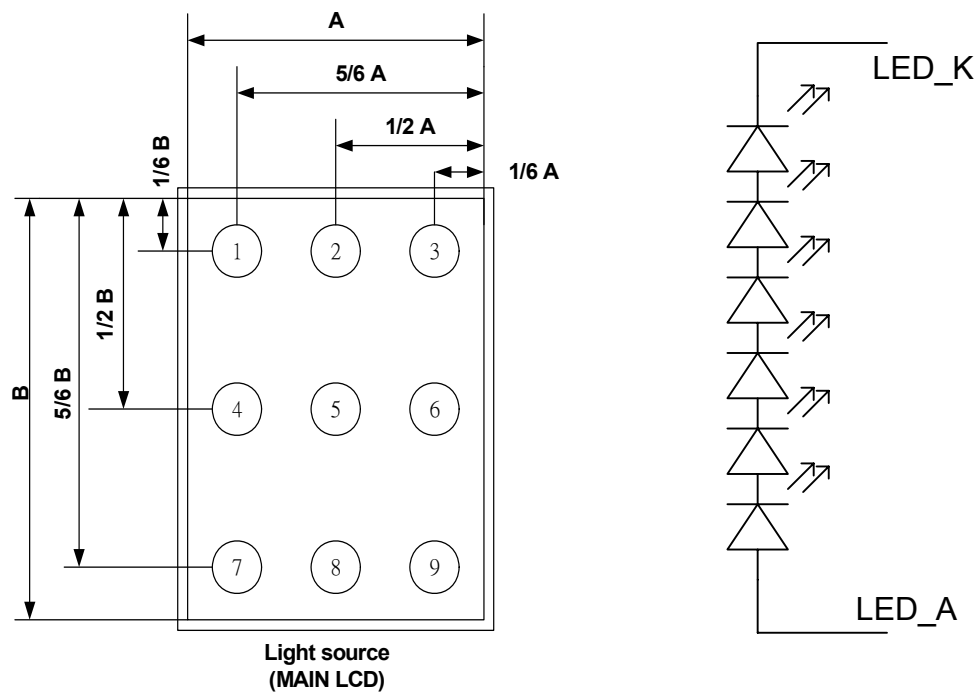 A
5/6 A
1/2 A
1/6 A
1/6 B
1/2 B
5/6 B
B
1 2 3
4 5 6
7 8 9
Light source
(MAIN LCD)
LED_K
LED_A